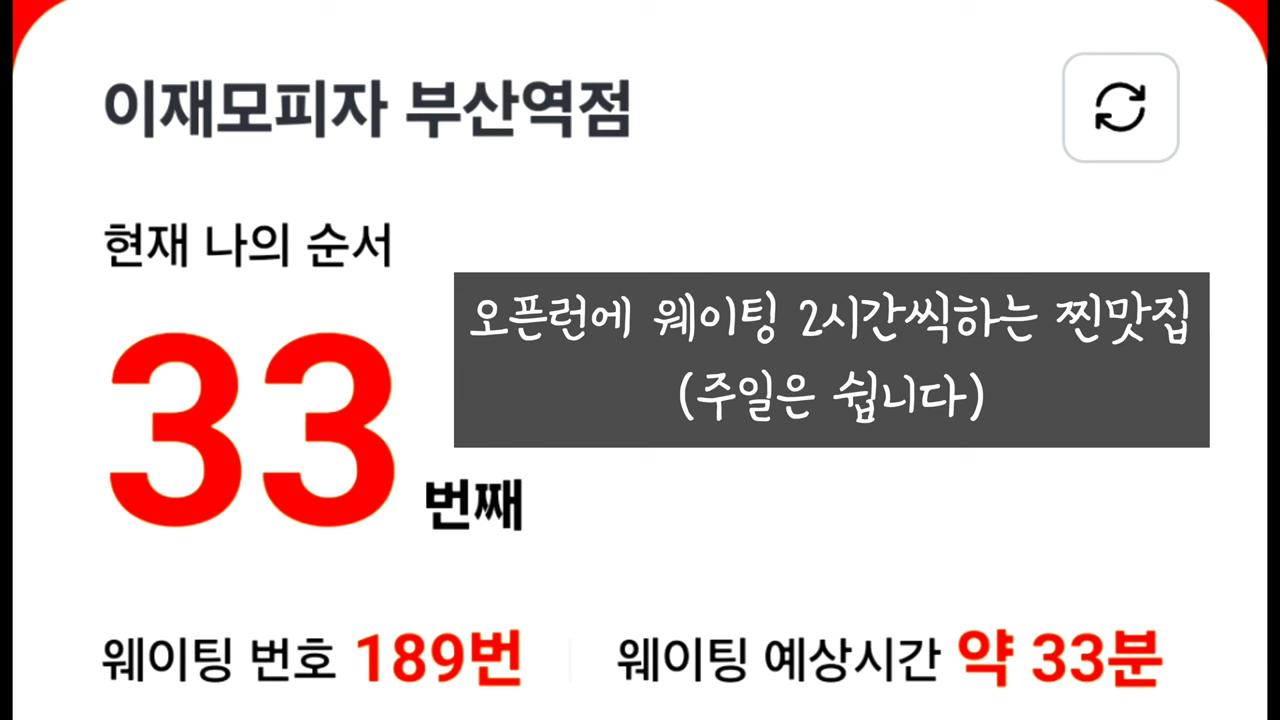 이재모피자 부산역점
현재 나의 순서
오픈런에 웨이팅 2시간씩하는 찐맛집
(주일은 쉽니다)
33 번째
웨이팅 번호 189번
웨이팅 예상시간 약 33분